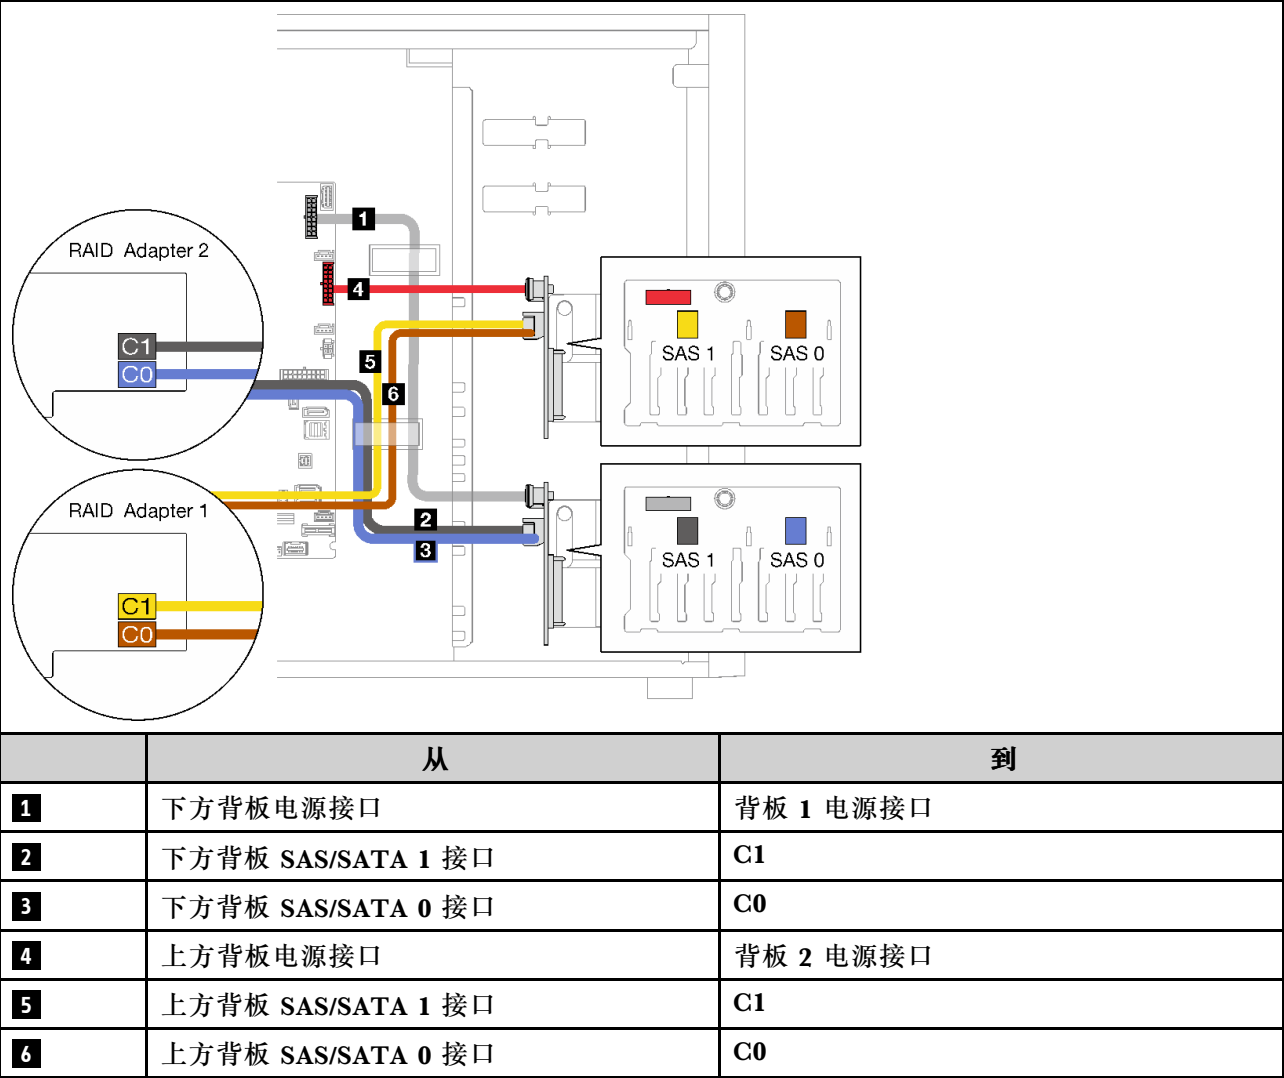 1
RAID Adapter 2
4
C1
C0
5
6
SAS 1 SAS 0
RAID Adapter 1
2
3
SAS 1 SAS 0
C1
C0
从 到
1 下方背板电源接口 背板 1 电源接口
2 下方背板 SAS/SATA 1 接口 C1
3 下方背板 SAS/SATA 0 接口 C0
4 上方背板电源接口 背板 2 电源接口
5 上方背板 SAS/SATA 1 接口 C1
6 上方背板 SAS/SATA 0 接口 C0